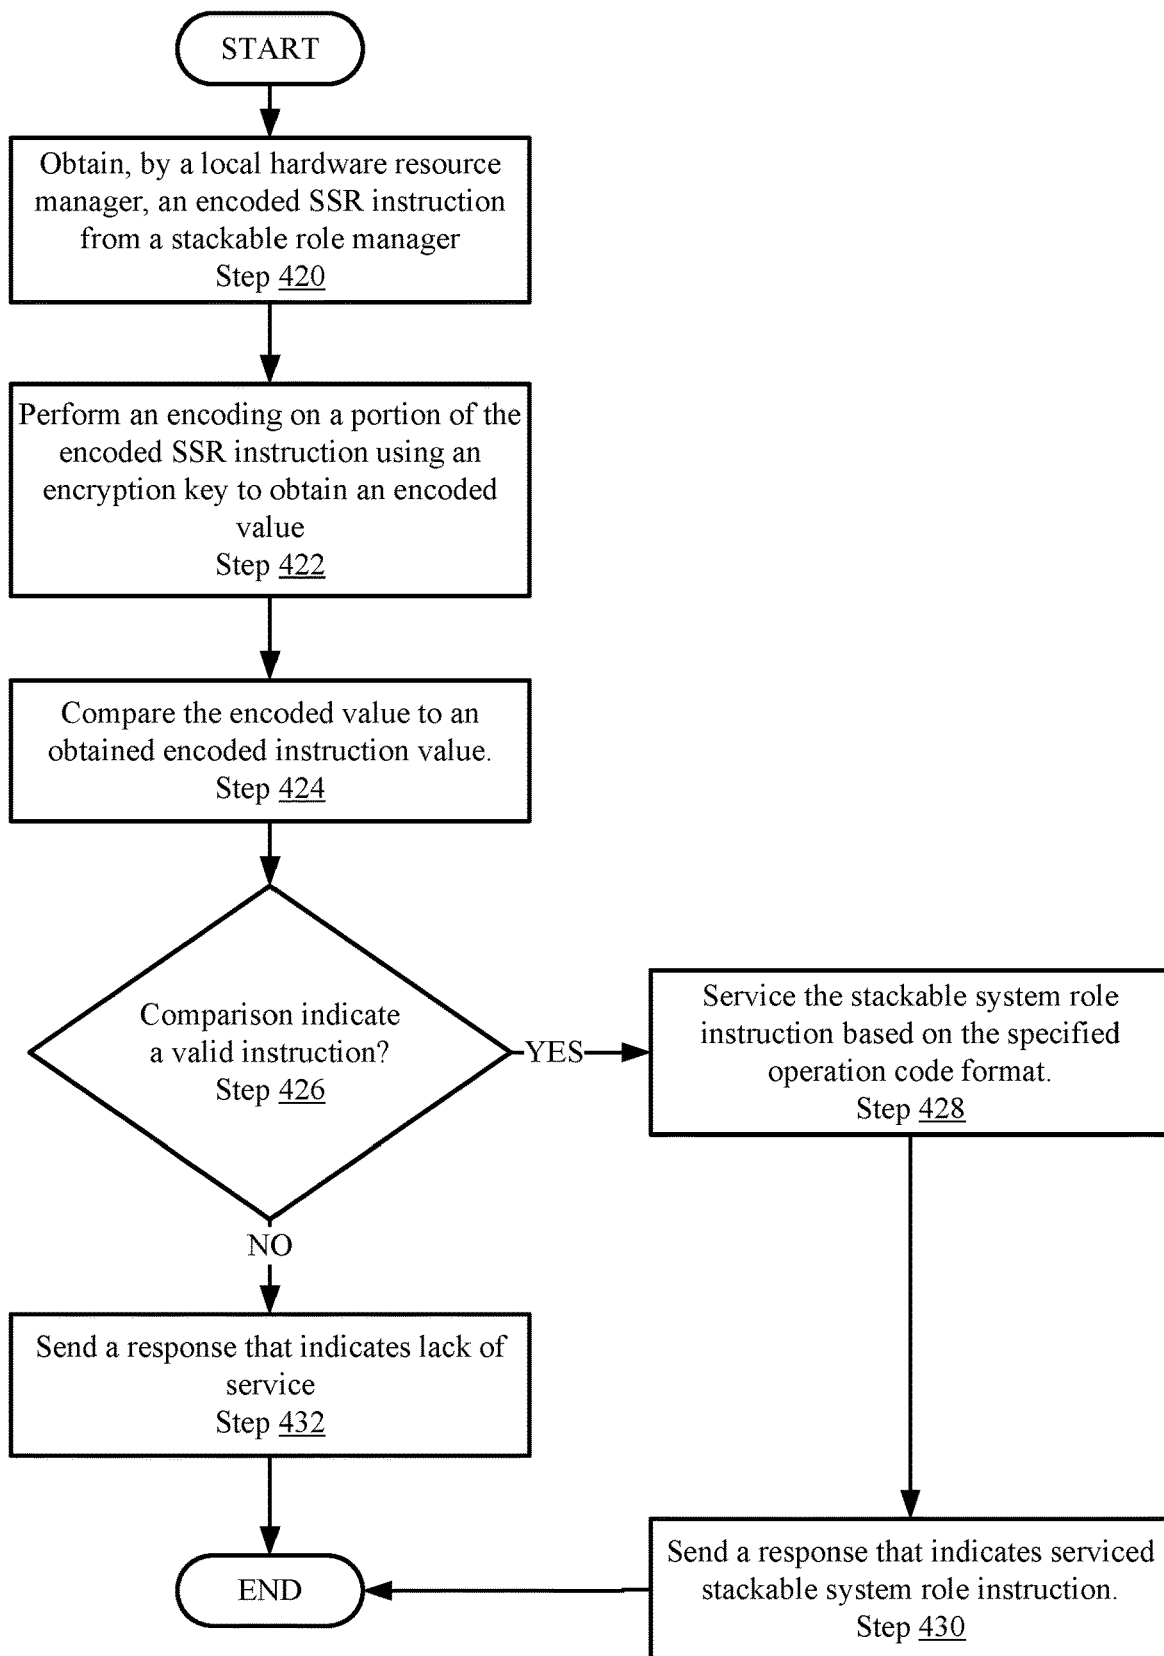 START
Obtain, by a local hardware resource
manager, an encoded SSR instruction
from a stackable role manager
Step 420
Perform an encoding on a portion of the
encoded SSR instruction using an
encryption key to obtain an encoded
value
Step 422
Compare the encoded value to an
obtained encoded instruction value.
Step 424
Comparison indicate
a valid instruction?
Step 426
YES
Service the stackable system role
instruction based on the specified
operation code format.
Step 428
NO
Send a response that indicates lack of
service
Step 432
Send a response that indicates serviced
stackable system role instruction.
Step 430
END